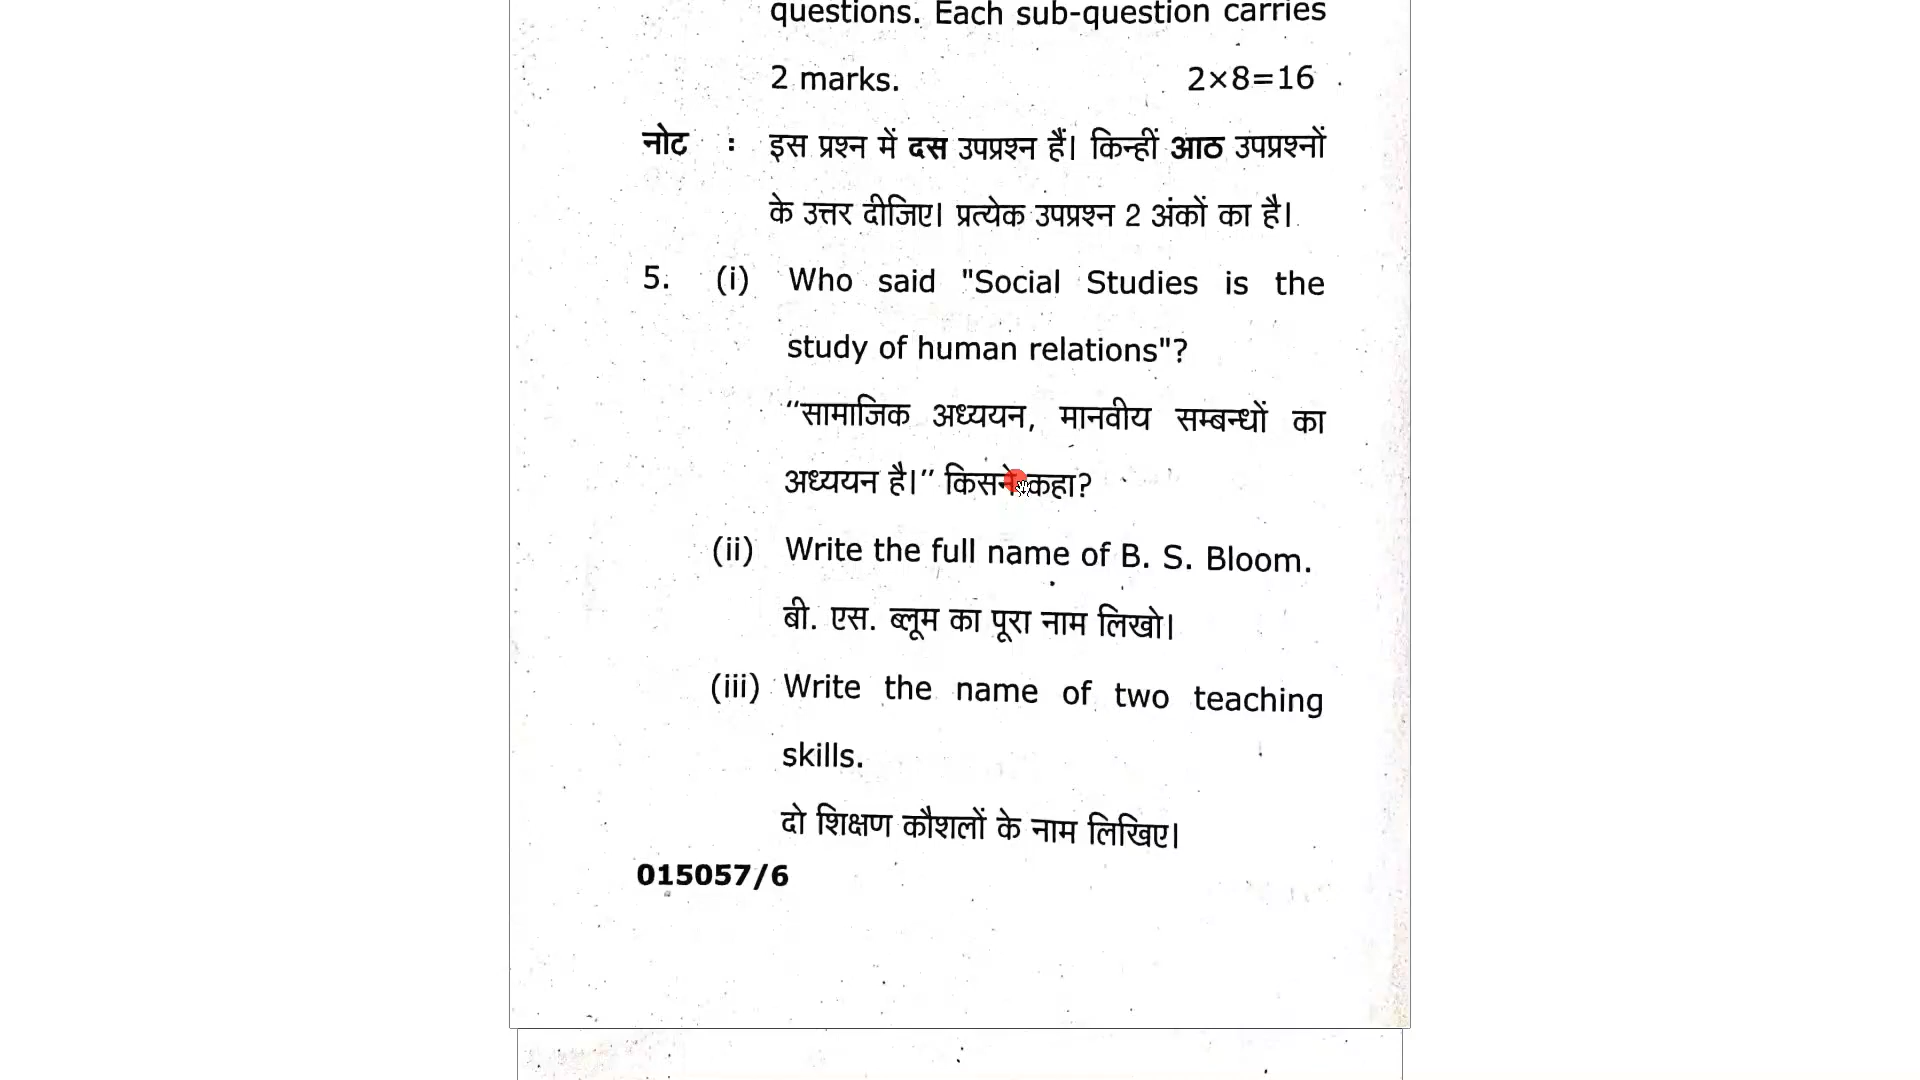 questions. Each sub-question carries
2 marks. 2×8=16
नोट : इस प्रश्न में दस उपप्रश्न हैं। किन्हीं आठ उपप्रश्नों
के उत्तर दीजिए। प्रत्येक उपप्रश्न 2 अंकों का है।
5. (i) Who said "Social Studies is the
study of human relations"?
“सामाजिक अध्ययन, मानवीय सम्बन्धों का
अध्ययन है।” किसने कहा?
(ii) Write the full name of B. S. Bloom.
बी. एस. ब्लूम का पूरा नाम लिखो।
(iii) Write the name of two teaching
skills.
दो शिक्षण कौशलों के नाम लिखिए।
015057/6